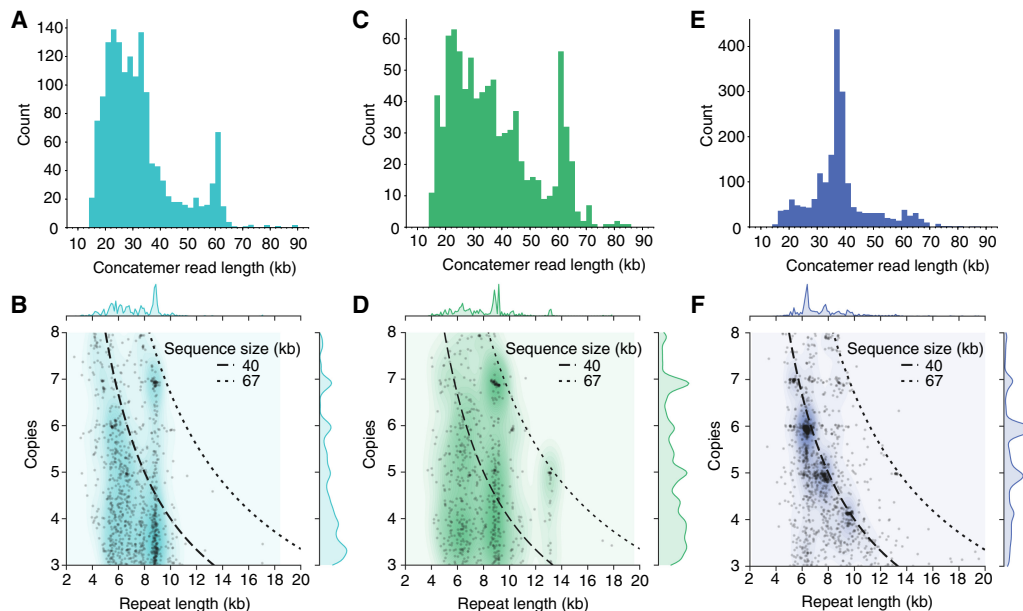 A
Count
140
120
100
80
60
40
20
0
10 20 30 40 50 60 70 80 90
Concatemer read length (kb)
C
Count
60
50
40
30
20
10
0
10 20 30 40 50 60 70 80 90
Concatemer read length (kb)
E
Count
400
300
200
100
0
10 20 30 40 50 60 70 80 90
Concatemer read length (kb)
B
Copies
8
7
6
5
4
3
Sequence size (kb)
40
67
2 4 6 8 10 12 14 16 18 20
Repeat length (kb)
D
Copies
8
7
6
5
4
3
Sequence size (kb)
40
67
2 4 6 8 10 12 14 16 18 20
Repeat length (kb)
F
Copies
8
7
6
5
4
3
Sequence size (kb)
40
67
2 4 6 8 10 12 14 16 18 20
Repeat length (kb)